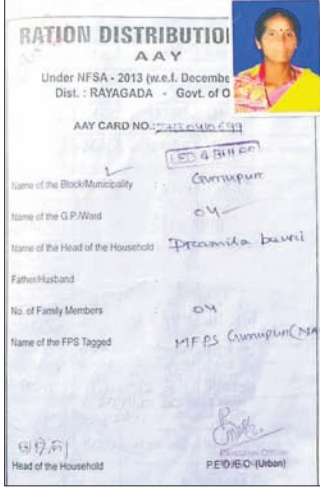 RATION DISTRIBUTIO
AAY
Under NFSA - 2013 (w.e.f. Decembe
Dist. : RAYAGADA - Govt. of O
AAY CARD NO.:
Name of the Block/Municipality : Gunupur
Name of the G.P./Ward : 04
Name of the Head of the Household Pramila bauri
Father/Husband :
No. of Family Members : 04
Name of the FPS Tagged MFPS Gunupur(NA
Executive Officer
Head of the Household P.E.O/E.O (Urban)